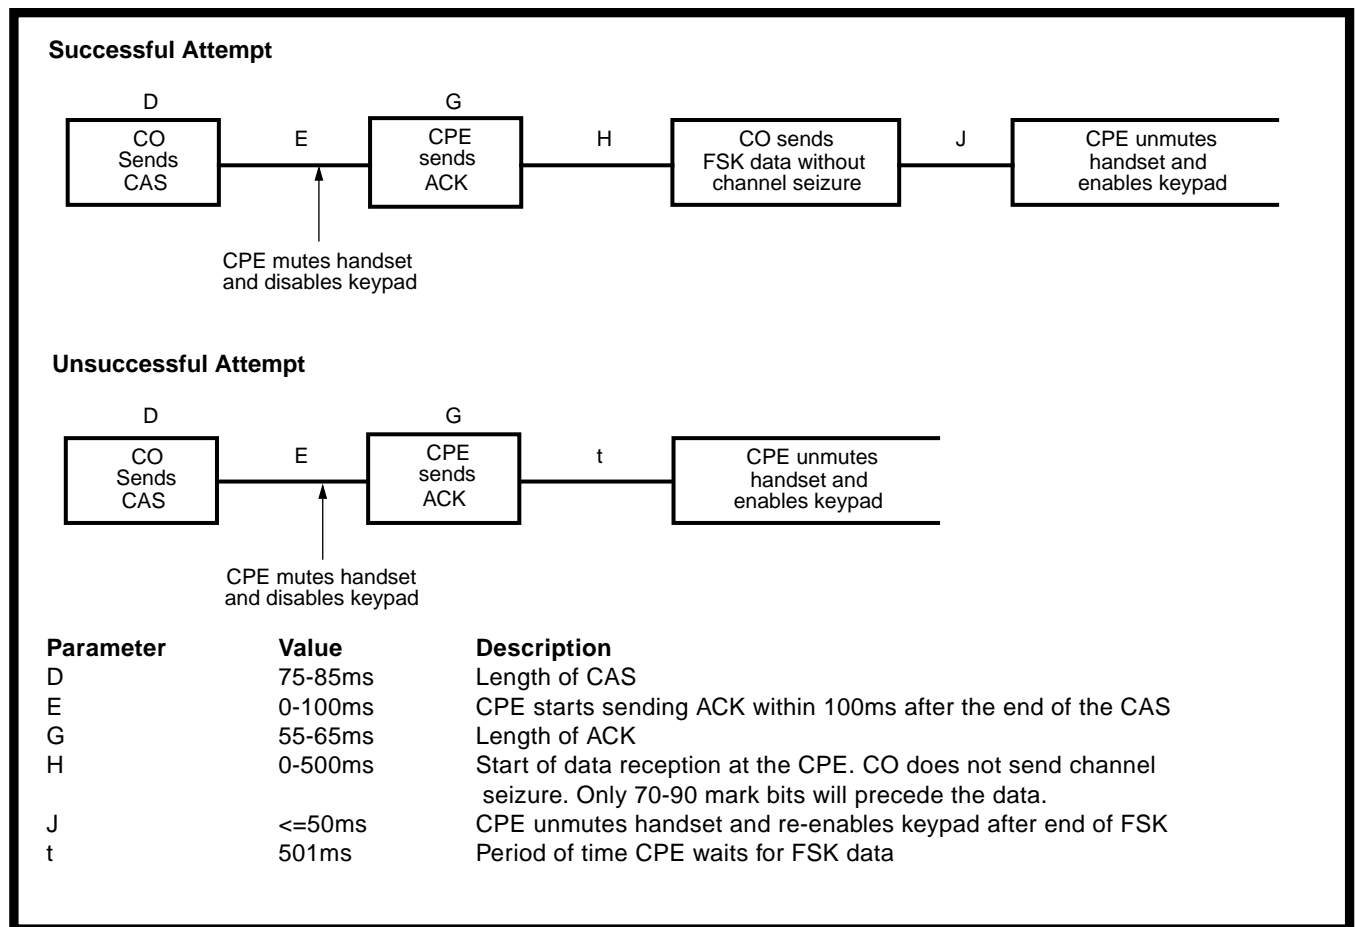 Successful Attempt
D
G
CO
Sends
CAS
E
CPE
sends
ACK
H
CO sends
FSK data without
channel seizure
J
CPE unmutes
handset and
enables keypad
CPE mutes handset
and disables keypad
Unsuccessful Attempt
D
G
CO
Sends
CAS
E
CPE
sends
ACK
t
CPE unmutes
handset and
enables keypad
CPE mutes handset
and disables keypad
Parameter Value Description
D 75-85ms Length of CAS
E 0-100ms CPE starts sending ACK within 100ms after the end of the CAS
G 55-65ms Length of ACK
H 0-500ms Start of data reception at the CPE. CO does not send channel
seizure. Only 70-90 mark bits will precede the data.
J <=50ms CPE unmutes handset and re-enables keypad after end of FSK
t 501ms Period of time CPE waits for FSK data